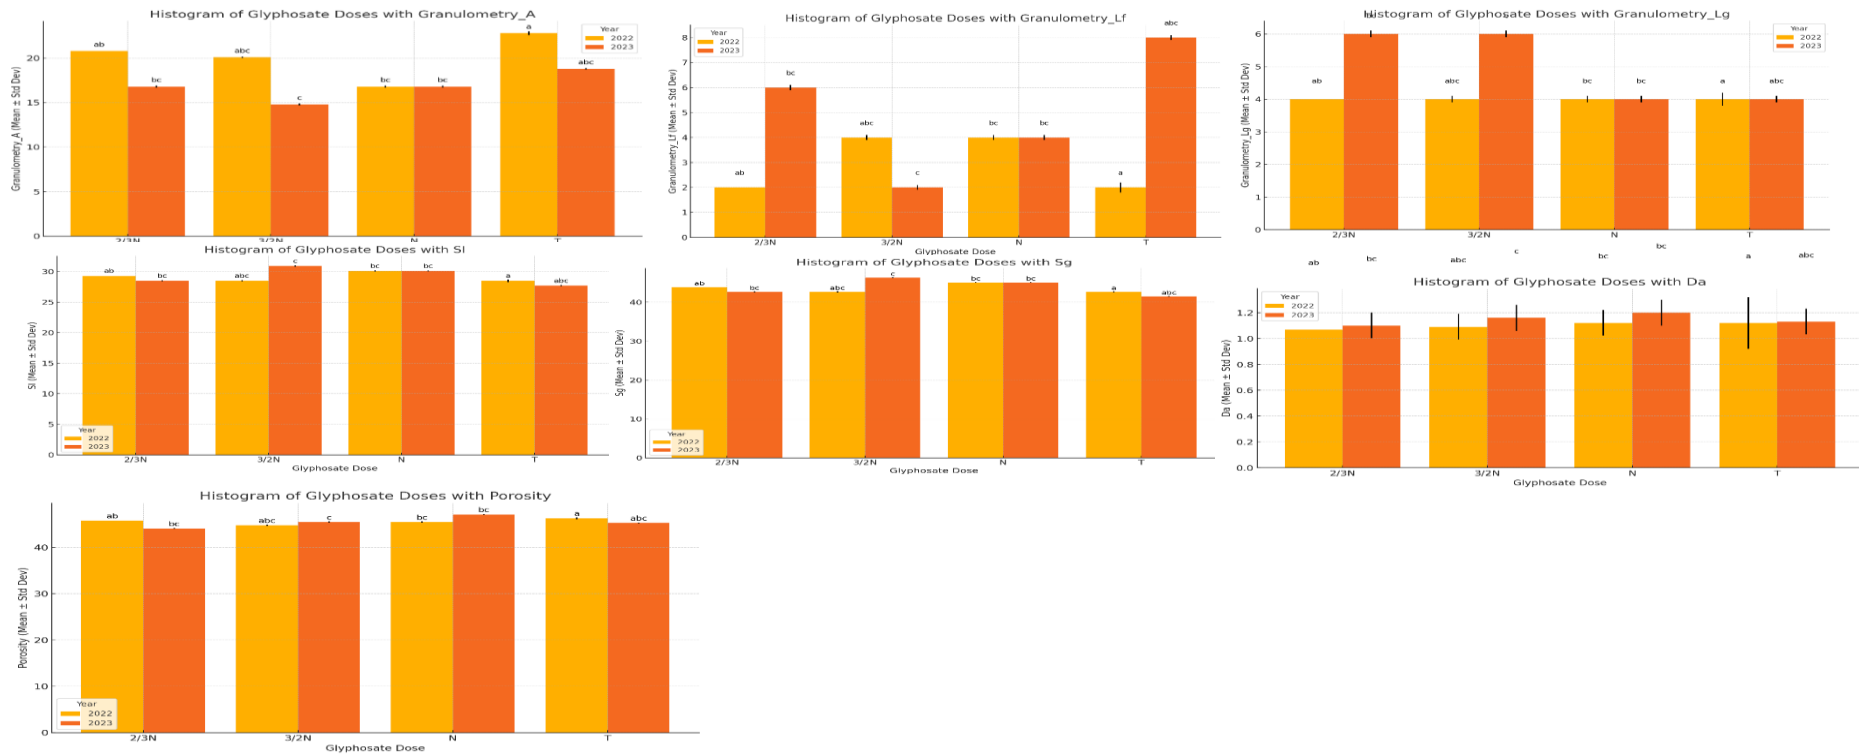 Histogram of Glyphosate Doses with Granulometry_A
Granulometry_A (Mean ± Std Dev)
20
15
10
5
0
ab
bc
abc
c
bc
bc
a
abc
Year
2022
2023
2/3N
3/2N
N
T
Histogram of Glyphosate Doses with Granulometry_Lf
Granulometry_Lf (Mean ± Std Dev)
8
7
6
5
4
3
2
1
0
ab
bc
abc
c
bc
bc
a
abc
Year
2022
2023
2/3N
3/2N
N
T
Glyphosate Dose
Histogram of Glyphosate Doses with Granulometry_Lg
Granulometry_Lg (Mean ± Std Dev)
6
5
4
3
2
1
0
ab
bc
abc
bc
bc
a
abc
Year
2022
2023
2/3N
3/2N
N
T
Histogram of Glyphosate Doses with SI
SI (Mean ± Std Dev)
30
25
20
15
10
5
0
ab
bc
abc
c
bc
bc
a
abc
Year
2022
2023
2/3N
3/2N
N
T
Glyphosate Dose
Histogram of Glyphosate Doses with Sg
Sg (Mean ± Std Dev)
40
30
20
10
0
ab
bc
abc
c
bc
bc
a
abc
Year
2022
2023
2/3N
3/2N
N
T
Glyphosate Dose
ab
bc
abc
c
bc
bc
a
abc
Histogram of Glyphosate Doses with Da
Da (Mean ± Std Dev)
1.2
1.0
0.8
0.6
0.4
0.2
0.0
Year
2022
2023
2/3N
3/2N
N
T
Glyphosate Dose
Histogram of Glyphosate Doses with Porosity
Porosity (Mean ± Std Dev)
40
30
20
10
0
ab
bc
abc
c
bc
bc
a
abc
Year
2022
2023
2/3N
3/2N
N
T
Glyphosate Dose